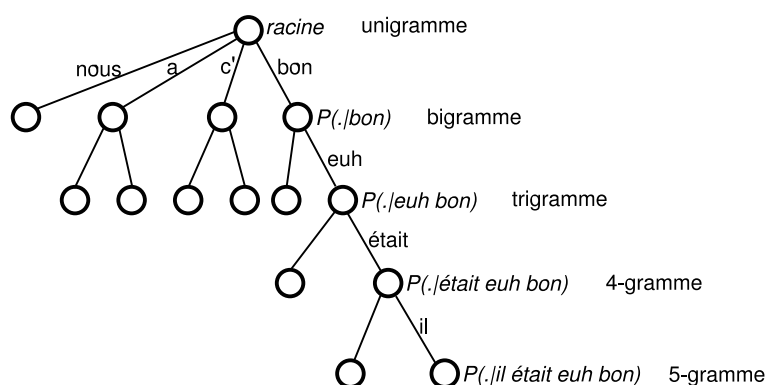 racine unigramme
nous a c' bon
P(.|bon) bigramme
euh
P(.|euh bon) trigramme
était
P(.|était euh bon) 4-gramme
il
P(.|il était euh bon) 5-gramme